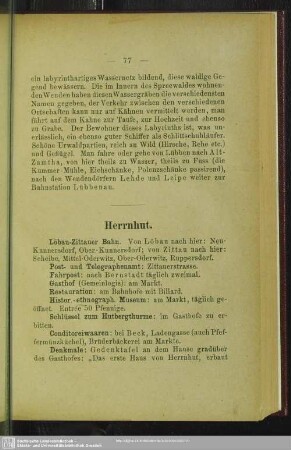 — 77 —
ein labyrinthartiges Wassernetz bildend, diese waldige Ge-
gend bewässern. Die im Innern des Spreewaldes wohnen-
den Wenden haben diesen Wassergräben die verschiedensten
Namen gegeben, der Verkehr zwischen den verschiedenen
Ortschaften kann nur auf Kähnen vermittelt werden, man
fährt auf dem Kahne zur Taufe, zur Hochzeit und ebenso
zu Grabe. Der Bewohner dieses Labyrinths ist, was un-
erlässlich, ein ebenso guter Schiffer als Schlittschuhläufer.
Schöne Urwaldpartien, reich an Wild (Hirsche, Rehe etc.)
und Geflügel. Man fahre oder gehe von Lübben nach Alt-
Zauche, von hier theils zu Wasser, theils zu Fuss (die
Kummer-Mühle, Eichschänke, Polenzschänke passirend),
nach den Wendendörfern Lehde und Leipe weiter zur
Bahnstation Lübbenau.
Herrnhut.
Löbau-Zittauer Bahn. Von Löbau nach hier: Neu-
Kunnersdorf, Ober-Kunnersdorf; von Zittau nach hier:
Scheibe, Mittel-Oderwitz, Ober-Oderwitz, Ruppersdorf.
Post- und Telegraphenamt: Zittauerstrasse.
Fahrpost: nach Bernstadt täglich zweimal.
Gasthof (Gemeinlogis): am Markt.
Restauration: am Bahnhofe mit Billard.
Histor.-ethnograph. Museum: am Markt, täglich ge-
öffnet. Entrée 50 Pfennige.
Schlüssel zum Hutbergthurme: im Gasthofe zu er-
bitten.
Conditoreiwaaren: bei Beck, Ladengasse (auch Pfef-
fermünzküchel), Brüderbäckerei am Markte.
Denkmale: Gedenktafel an dem Hause gradüber
des Gasthofes: „Das erste Haus von Herrnhut, erbaut